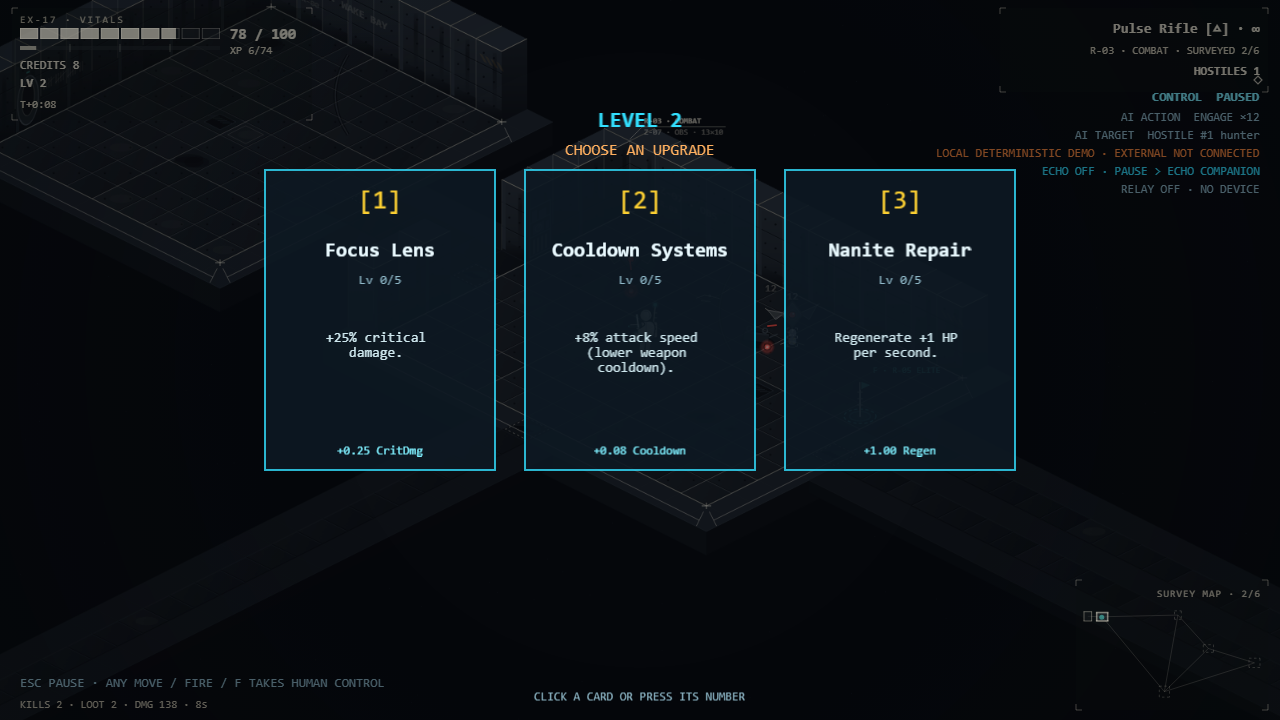 EX-17 · VITALS
78 / 100
XP 6/74
CREDITS 8
LV 2
T+0:08
Pulse Rifle [▲] · ∞
R-03 · COMBAT · SURVEYED 2/6
HOSTILES 1
CONTROL PAUSED
AI ACTION ENGAGE ×12
AI TARGET HOSTILE #1 hunter
LOCAL DETERMINISTIC DEMO · EXTERNAL NOT CONNECTED
ECHO OFF · PAUSE > ECHO COMPANION
RELAY OFF · NO DEVICE
LEVEL 2
CHOOSE AN UPGRADE
[1]
Focus Lens
Lv 0/5
+25% critical
damage.
+0.25 CritDmg
[2]
Cooldown Systems
Lv 0/5
+8% attack speed
(lower weapon
cooldown).
+0.08 Cooldown
[3]
Nanite Repair
Lv 0/5
Regenerate +1 HP
per second.
+1.00 Regen
SURVEY MAP · 2/6
ESC PAUSE · ANY MOVE / FIRE / F TAKES HUMAN CONTROL
KILLS 2 · LOOT 2 · DMG 138 · 8s
CLICK A CARD OR PRESS ITS NUMBER